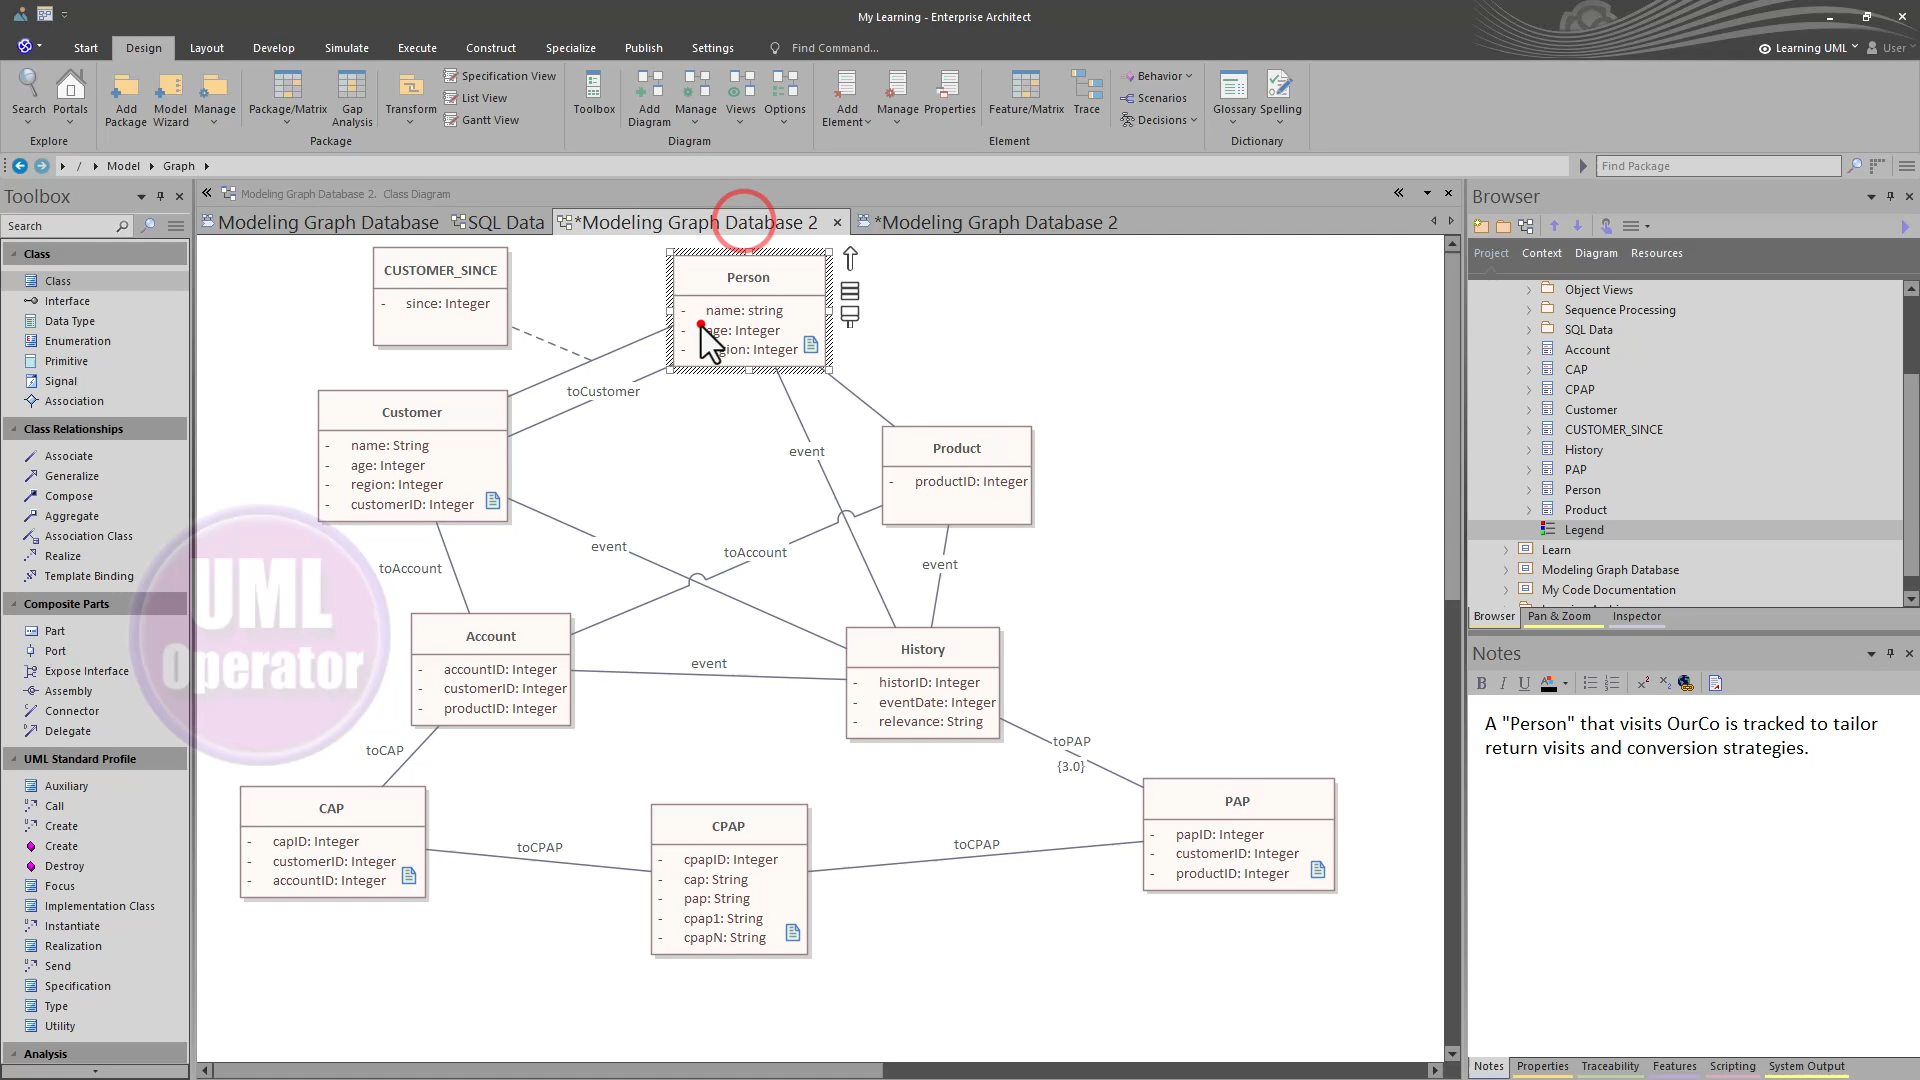 My Learning - Enterprise Architect
Start
Design
Layout
Develop
Simulate
Execute
Construct
Specialize
Publish
Settings
Find Command...
Learning UML
User
Search
Portals
Explore
Add Package
Model Wizard
Manage
Package/Matrix
Gap Analysis
Transform
Specification View
List View
Gantt View
Package
Toolbox
Add Diagram
Manage
Views
Options
Diagram
Add Element
Manage
Properties
Feature/Matrix
Trace
Behavior
Scenarios
Decisions
Element
Glossary
Spelling
Dictionary
/
Model
Graph
Find Package
Toolbox
Search
Class
Class
Interface
Data Type
Enumeration
Primitive
Signal
Association
Class Relationships
Associate
Generalize
Compose
Aggregate
Association Class
Realize
Template Binding
Composite Parts
Part
Port
Expose Interface
Assembly
Connector
Delegate
UML Standard Profile
Auxiliary
Call
Create
Create
Destroy
Focus
Implementation Class
Instantiate
Realization
Send
Specification
Type
Utility
Analysis
UML
Operator
Modeling Graph Database 2. Class Diagram
Modeling Graph Database
SQL Data
*Modeling Graph Database 2
*Modeling Graph Database 2
CUSTOMER_SINCE
- since: Integer
Person
- name: string
- age: Integer
- gion: Integer
toCustomer
Customer
- name: String
- age: Integer
- region: Integer
- customerID: Integer
event
Product
- productID: Integer
event
toAccount
event
toAccount
Account
- accountID: Integer
- customerID: Integer
- productID: Integer
event
History
- historID: Integer
- eventDate: Integer
- relevance: String
toCAP
toPAP
{3.0}
CAP
- capID: Integer
- customerID: Integer
- accountID: Integer
toCPAP
CPAP
- cpapID: Integer
- cap: String
- pap: String
- cpap1: String
- cpapN: String
toCPAP
PAP
- papID: Integer
- customerID: Integer
- productID: Integer
Browser
Project
Context
Diagram
Resources
Object Views
Sequence Processing
SQL Data
Account
CAP
CPAP
Customer
CUSTOMER_SINCE
History
PAP
Person
Product
Legend
Learn
Modeling Graph Database
My Code Documentation
Browser
Pan & Zoom
Inspector
Notes
B I U A
A "Person" that visits OurCo is tracked to tailor
return visits and conversion strategies.
Notes
Properties
Traceability
Features
Scripting
System Output